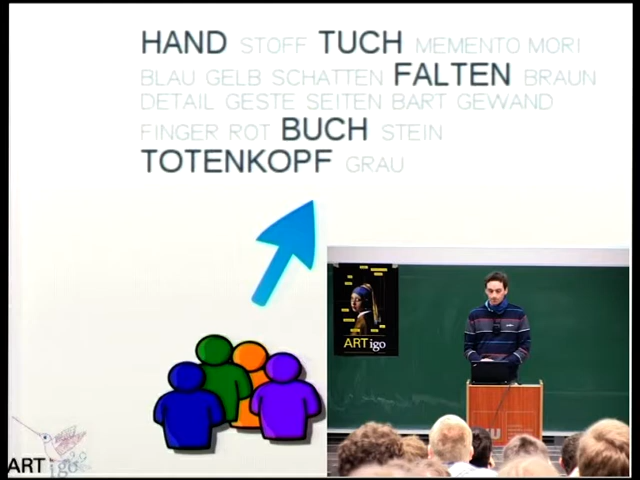 HAND STOFF TUCH MEMENTO MORI
BLAU GELB SCHATTEN FALTEN BRAUN
DETAIL GESTE SEITEN BART GEWAND
FINGER ROT BUCH STEIN
TOTENKOPF GRAU
ARTigo
ARTigo